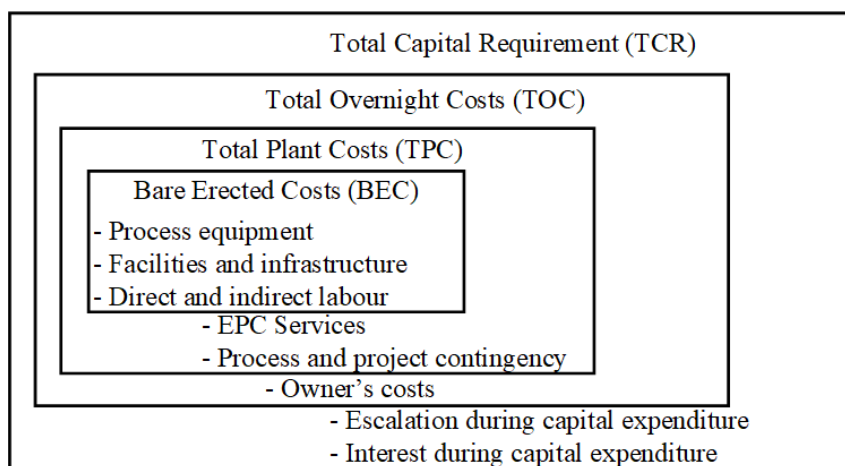 Total Capital Requirement (TCR)
Total Overnight Costs (TOC)
Total Plant Costs (TPC)
Bare Erected Costs (BEC)
- Process equipment
- Facilities and infrastructure
- Direct and indirect labour
- EPC Services
- Process and project contingency
- Owner’s costs
- Escalation during capital expenditure
- Interest during capital expenditure